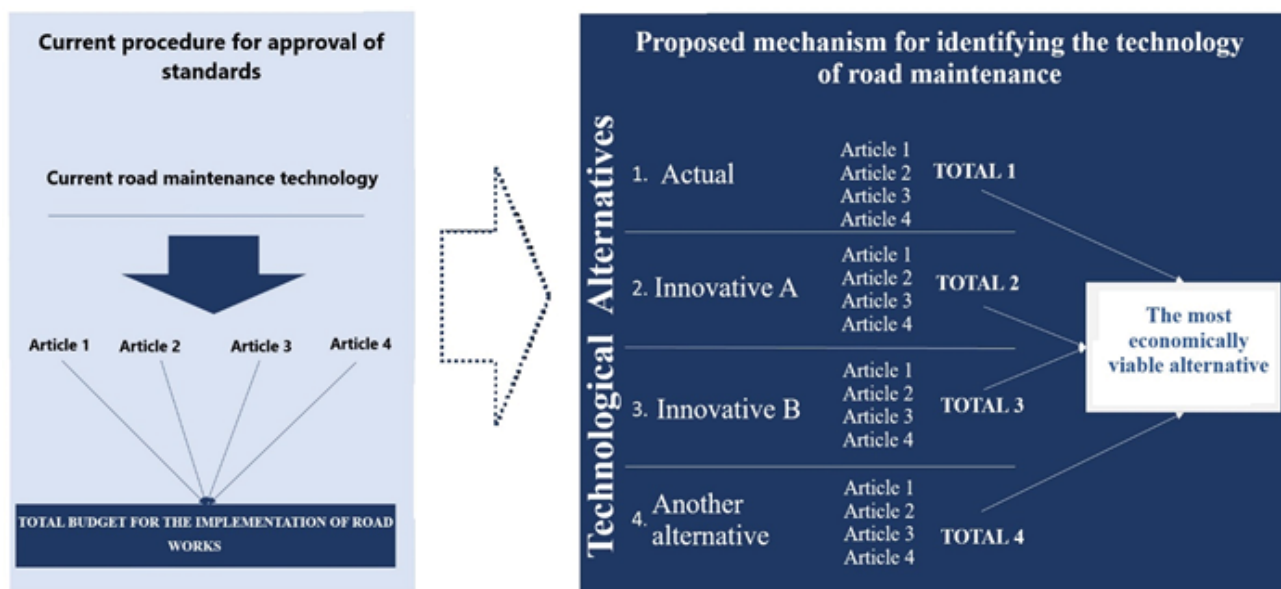 Current procedure for approval of
standards
Current road maintenance technology
Article 1
Article 2
Article 3
Article 4
TOTAL BUDGET FOR THE IMPLEMENTATION OF ROAD
WORKS
Proposed mechanism for identifying the technology
of road maintenance
Technological Alternatives
1. Actual
Article 1
Article 2
Article 3
Article 4
TOTAL 1
2. Innovative A
Article 1
Article 2
Article 3
Article 4
TOTAL 2
3. Innovative B
Article 1
Article 2
Article 3
Article 4
TOTAL 3
4. Another
alternative
Article 1
Article 2
Article 3
Article 4
TOTAL 4
The most
economically
viable alternative